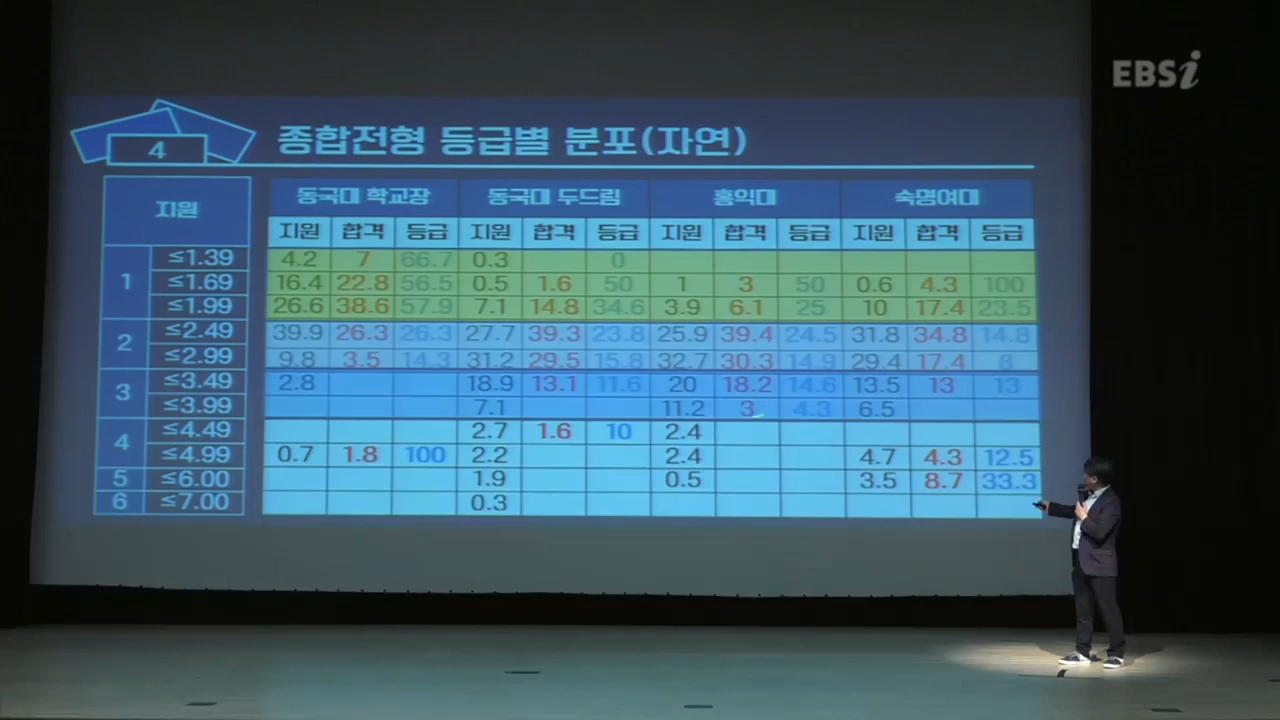 EBSi
4
종합전형 등급별 분포(자연)
지원 동국대 학교장 동국대 두드림 홍익대 숙명여대
지원 합격 등급 지원 합격 등급 지원 합격 등급 지원 합격 등급
1 ≤1.39 4.2 7 66.7 0.3 0
≤1.69 16.4 22.8 56.5 0.5 1.6 50 1 3 50 0.6 4.3 100
≤1.99 26.6 38.6 57.9 7.1 14.8 34.6 3.9 6.1 25 10 17.4 23.5
2 ≤2.49 39.9 26.3 26.3 27.7 39.3 23.8 25.9 39.4 24.5 31.8 34.8 14.8
≤2.99 9.8 3.5 14.3 31.2 29.5 15.8 32.7 30.3 14.9 29.4 17.4 8
3 ≤3.49 2.8 18.9 13.1 11.6 20 18.2 14.6 13.5 13 13
≤3.99 7.1 11.2 3 4.3 6.5
4 ≤4.49 2.7 1.6 10 2.4
≤4.99 0.7 1.8 100 2.2 2.4 4.7 4.3 12.5
5 ≤6.00 1.9 0.5 3.5 8.7 33.3
6 ≤7.00 0.3